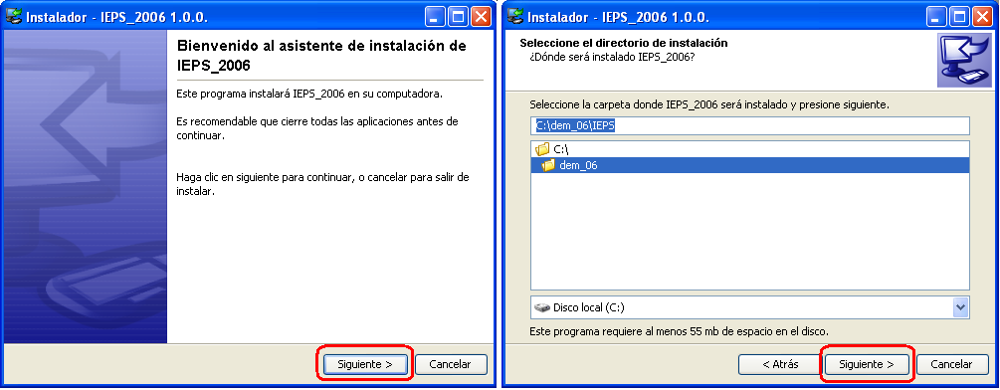 Instalador - IEPS_2006 1.0.0.
Bienvenido al asistente de instalación de
IEPS_2006
Este programa instalará IEPS_2006 en su computadora.
Es recomendable que cierre todas las aplicaciones antes de
continuar.
Haga clic en siguiente para continuar, o cancelar para salir de
instalar.
Siguiente >
Cancelar
Instalador - IEPS_2006 1.0.0.
Seleccione el directorio de instalación
¿Dónde será instalado IEPS_2006?
Seleccione la carpeta donde IEPS_2006 será instalado y presione siguiente.
C:\dem_06\IEPS
C:\
dem_06
Disco local (C:)
Este programa requiere al menos 55 mb de espacio en el disco.
< Atrás
Siguiente >
Cancelar